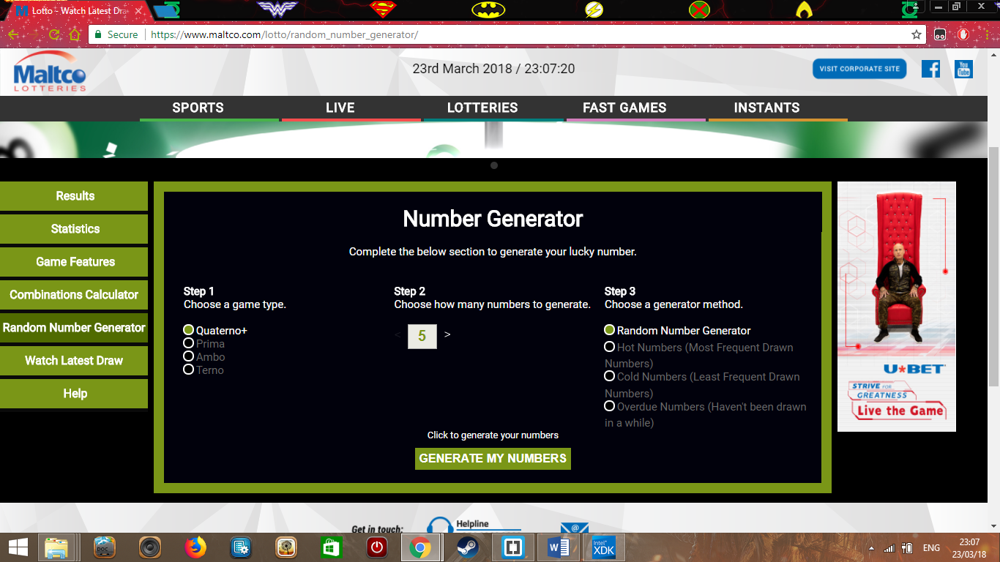 Lotto - Watch Latest Dra
Secure https://www.maltco.com/lotto/random_number_generator/
Maltco
LOTTERIES
23rd March 2018 / 23:07:20
VISIT CORPORATE SITE
You
Tube
SPORTS LIVE LOTTERIES FAST GAMES INSTANTS
Results
Statistics
Game Features
Combinations Calculator
Random Number Generator
Watch Latest Draw
Help
Number Generator
Complete the below section to generate your lucky number.
Step 1
Choose a game type.
Quaterno+
Prima
Ambo
Terno
Step 2
Choose how many numbers to generate.
< 5 >
Step 3
Choose a generator method.
Random Number Generator
Hot Numbers (Most Frequent Drawn
Numbers)
Cold Numbers (Least Frequent Drawn
Numbers)
Overdue Numbers (Haven't been drawn
in a while)
Click to generate your numbers
GENERATE MY NUMBERS
U*BET
STRIVE FOR
GREATNESS
Live the Game
Get in touch:
Helpline
@
DOC
W
Intel
XDK
ENG
23:07
23/03/18